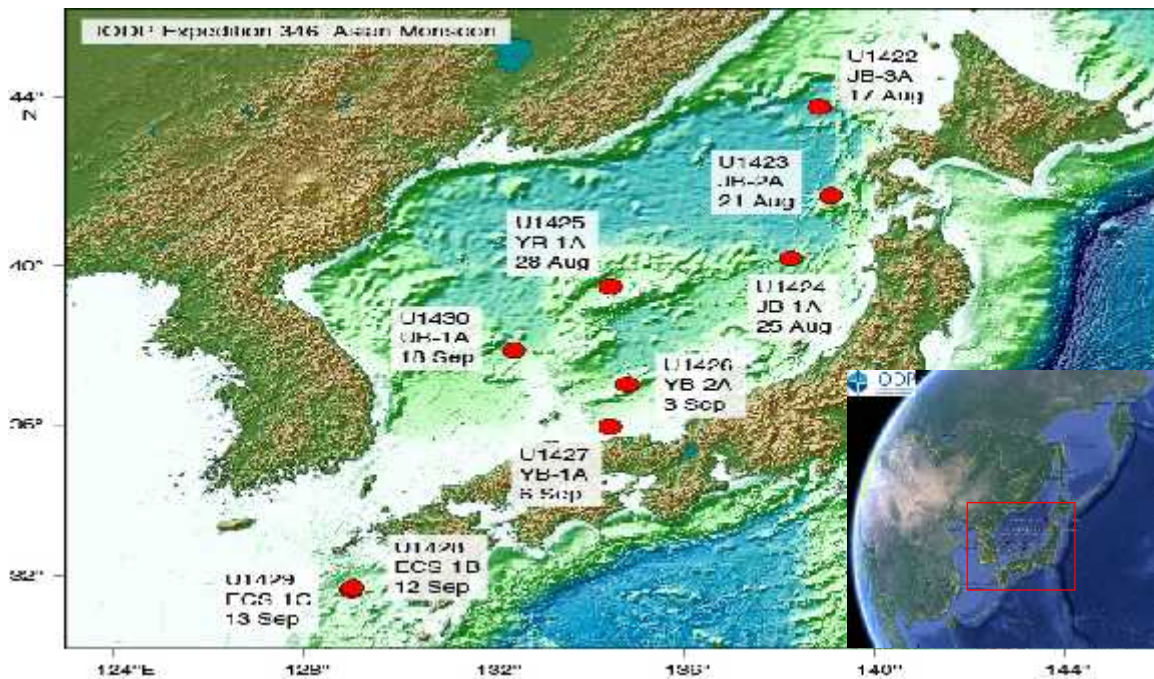 IODP Expedition 346 Asian Monsoon
U1422
JB-3A
17 Aug
44°
N
U1423
JB-2A
21 Aug
U1425
YB 1A
28 Aug
40°
U1424
JB 1A
25 Aug
U1430
UB-1A
18 Sep
U1426
YB 2A
3 Sep
36°
U1427
YB-1A
6 Sep
U1428
ECS 1B
12 Sep
32°
U1429
ECS 1C
13 Sep
124°E
128°
132°
136°
140°
144°